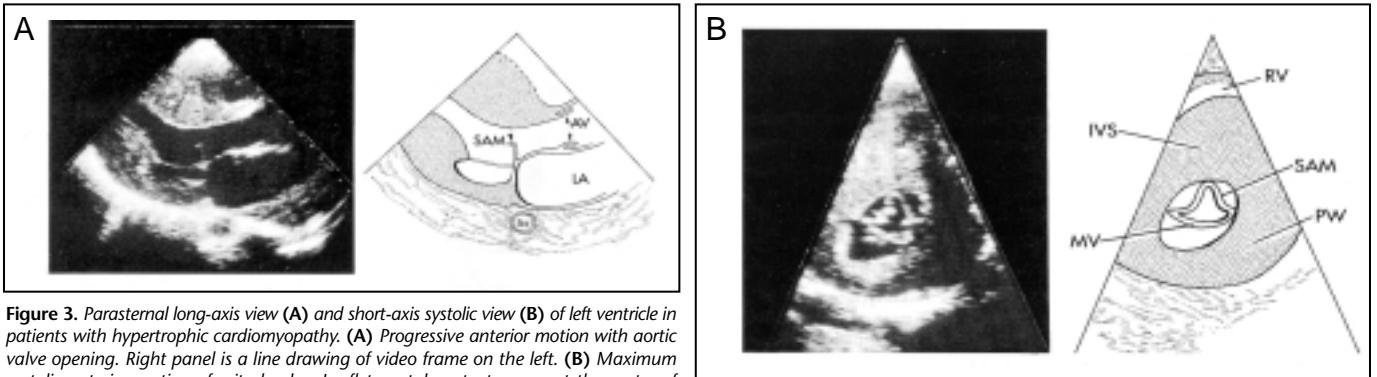 A
SAM
AV
LA
B
RV
IVS
SAM
PW
MV
Figure 3. Parasternal long-axis view (A) and short-axis systolic view (B) of left ventricle in
patients with hypertrophic cardiomyopathy. (A) Progressive anterior motion with aortic
valve opening. Right panel is a line drawing of video frame on the left. (B) Maximum